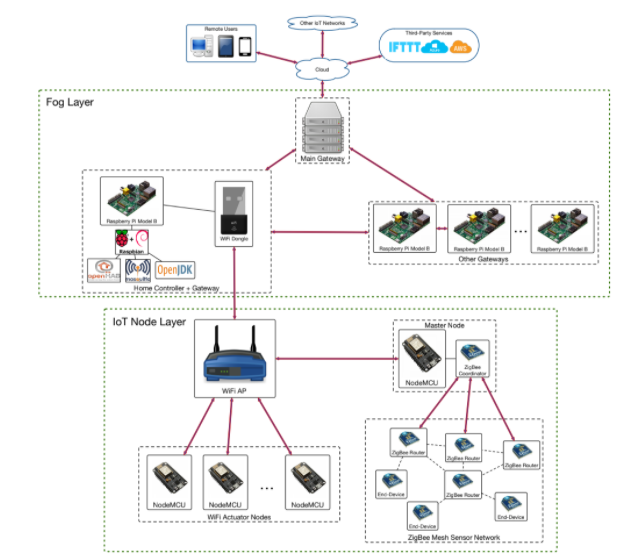 Other IoT Networks
Remote Users
Third-Party Services
IFTTT
AWS
Cloud
Fog Layer
Main Gateway
Raspberry Pi Model B
WiFi Dongle
+
Raspbian
openHAB
mosquitto
OpenJDK
Home Controller + Gateway
Raspberry Pi Model B
Raspberry Pi Model B
...
Raspberry Pi Model B
Other Gateways
IoT Node Layer
WiFi AP
Master Node
NodeMCU
ZigBee
Coordinator
NodeMCU
NodeMCU
...
NodeMCU
WiFi Actuator Nodes
ZigBee Router
ZigBee Router
ZigBee Router
End-Device
ZigBee Router
End-Device
End-Device
ZigBee Mesh Sensor Network